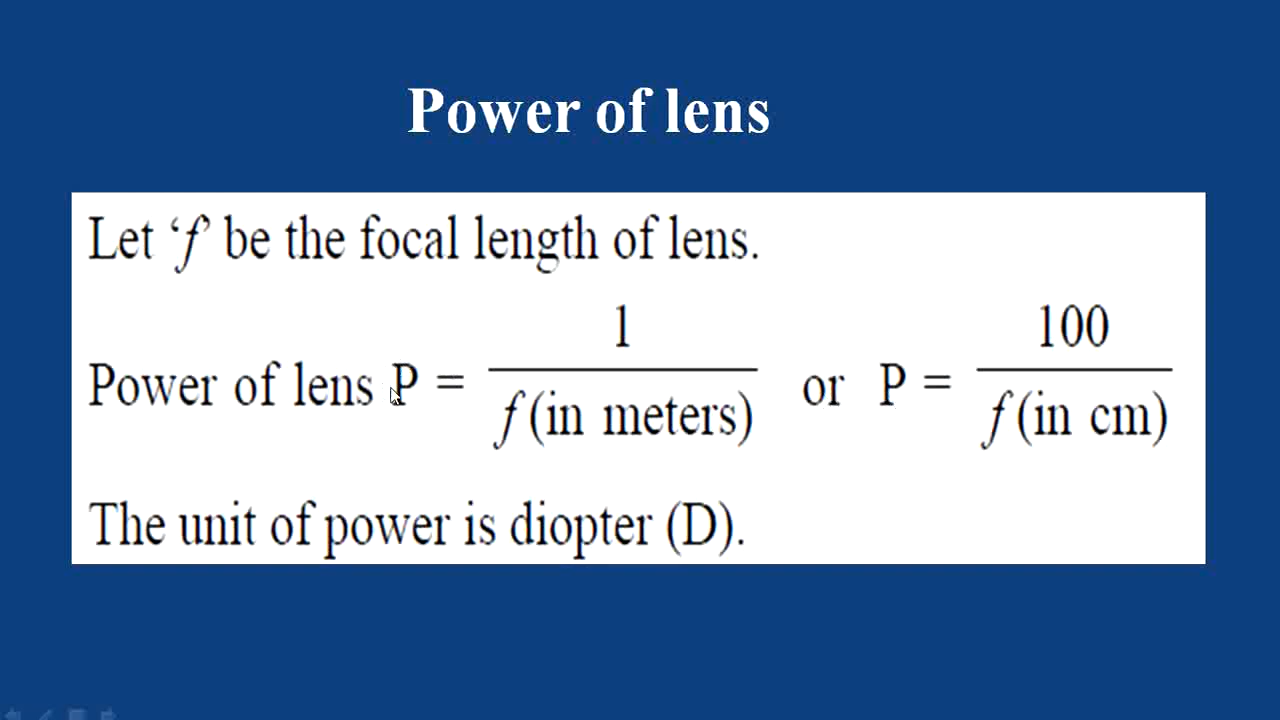 Power of lens
Let ‘f’ be the focal length of lens.
Power of lens P = 1 / f (in meters) or P = 100 / f (in cm)
The unit of power is diopter (D).